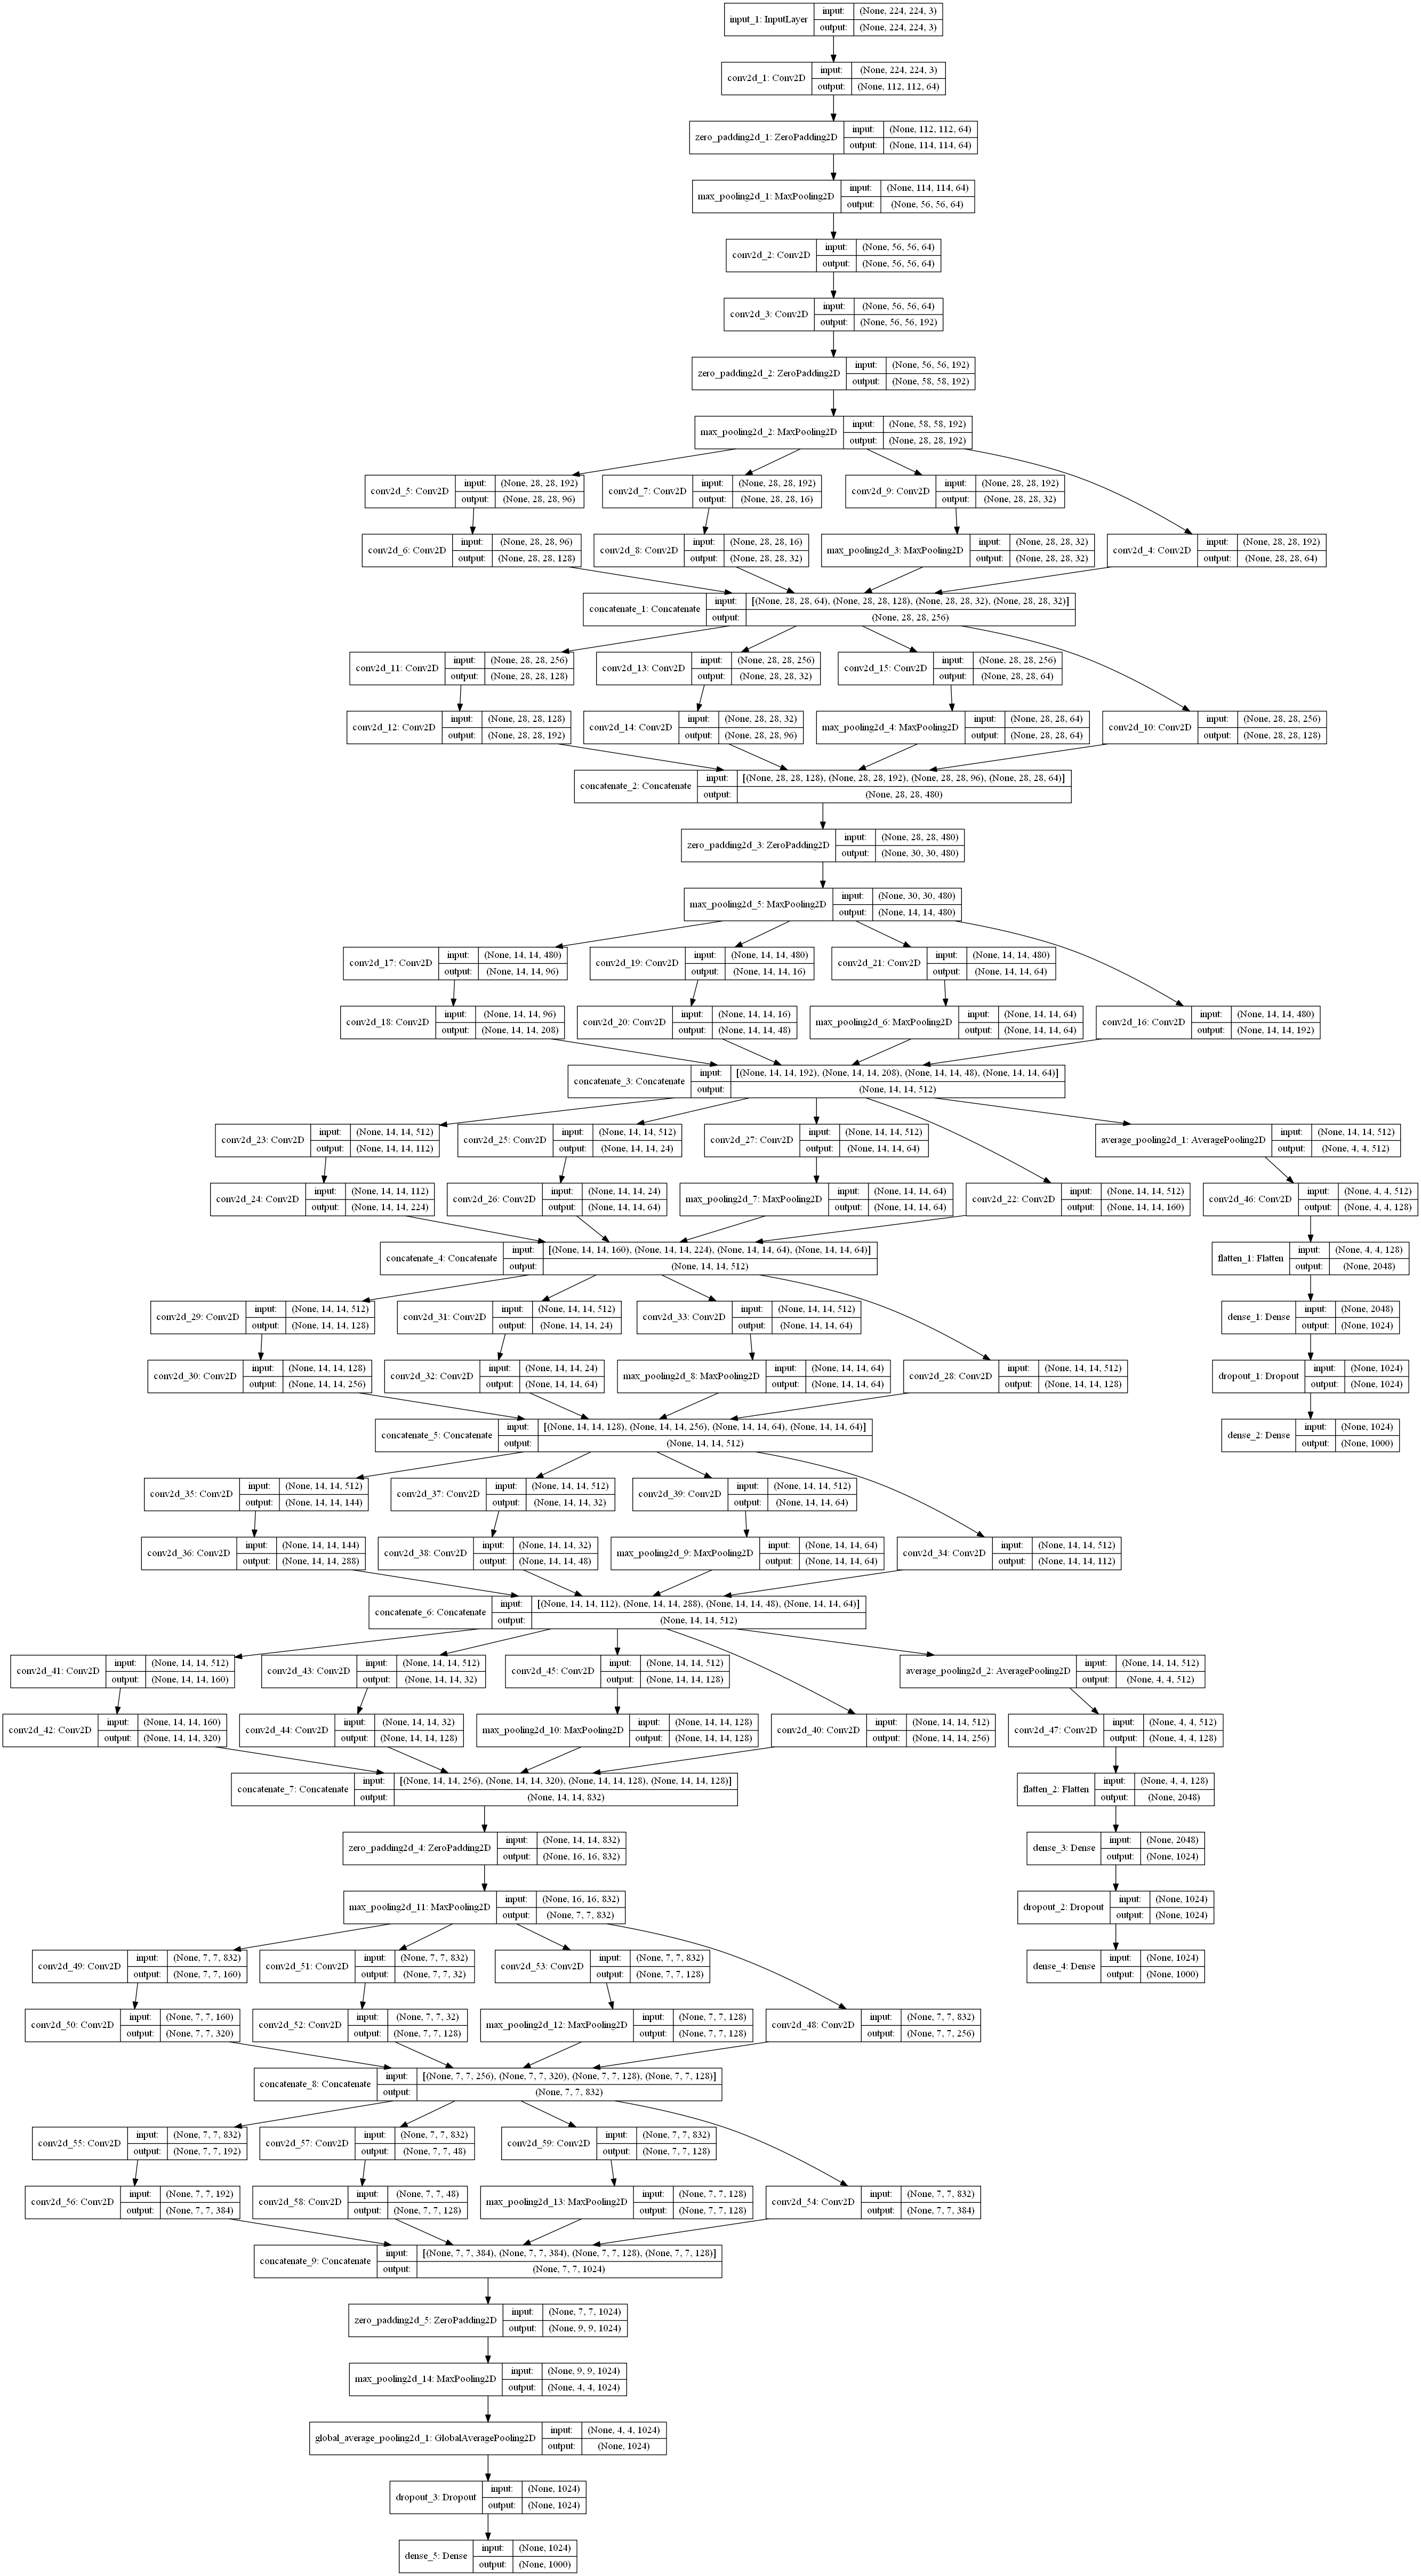 input_1: InputLayer
input: (None, 224, 224, 3)
output: (None, 224, 224, 3)
conv2d_1: Conv2D
input: (None, 224, 224, 3)
output: (None, 112, 112, 64)
zero_padding2d_1: ZeroPadding2D
input: (None, 112, 112, 64)
output: (None, 114, 114, 64)
max_pooling2d_1: MaxPooling2D
input: (None, 114, 114, 64)
output: (None, 56, 56, 64)
conv2d_2: Conv2D
input: (None, 56, 56, 64)
output: (None, 56, 56, 64)
conv2d_3: Conv2D
input: (None, 56, 56, 64)
output: (None, 56, 56, 192)
zero_padding2d_2: ZeroPadding2D
input: (None, 56, 56, 192)
output: (None, 58, 58, 192)
max_pooling2d_2: MaxPooling2D
input: (None, 58, 58, 192)
output: (None, 28, 28, 192)
conv2d_5: Conv2D
input: (None, 28, 28, 192)
output: (None, 28, 28, 96)
conv2d_7: Conv2D
input: (None, 28, 28, 192)
output: (None, 28, 28, 16)
conv2d_9: Conv2D
input: (None, 28, 28, 192)
output: (None, 28, 28, 32)
conv2d_6: Conv2D
input: (None, 28, 28, 96)
output: (None, 28, 28, 128)
conv2d_8: Conv2D
input: (None, 28, 28, 16)
output: (None, 28, 28, 32)
max_pooling2d_3: MaxPooling2D
input: (None, 28, 28, 32)
output: (None, 28, 28, 32)
conv2d_4: Conv2D
input: (None, 28, 28, 192)
output: (None, 28, 28, 64)
concatenate_1: Concatenate
input: [(None, 28, 28, 64), (None, 28, 28, 128), (None, 28, 28, 32), (None, 28, 28, 32)]
output: (None, 28, 28, 256)
conv2d_11: Conv2D
input: (None, 28, 28, 256)
output: (None, 28, 28, 128)
conv2d_13: Conv2D
input: (None, 28, 28, 256)
output: (None, 28, 28, 32)
conv2d_15: Conv2D
input: (None, 28, 28, 256)
output: (None, 28, 28, 64)
conv2d_12: Conv2D
input: (None, 28, 28, 128)
output: (None, 28, 28, 192)
conv2d_14: Conv2D
input: (None, 28, 28, 32)
output: (None, 28, 28, 96)
max_pooling2d_4: MaxPooling2D
input: (None, 28, 28, 64)
output: (None, 28, 28, 64)
conv2d_10: Conv2D
input: (None, 28, 28, 256)
output: (None, 28, 28, 128)
concatenate_2: Concatenate
input: [(None, 28, 28, 128), (None, 28, 28, 192), (None, 28, 28, 96), (None, 28, 28, 64)]
output: (None, 28, 28, 480)
zero_padding2d_3: ZeroPadding2D
input: (None, 28, 28, 480)
output: (None, 30, 30, 480)
max_pooling2d_5: MaxPooling2D
input: (None, 30, 30, 480)
output: (None, 14, 14, 480)
conv2d_17: Conv2D
input: (None, 14, 14, 480)
output: (None, 14, 14, 96)
conv2d_19: Conv2D
input: (None, 14, 14, 480)
output: (None, 14, 14, 16)
conv2d_21: Conv2D
input: (None, 14, 14, 480)
output: (None, 14, 14, 64)
conv2d_18: Conv2D
input: (None, 14, 14, 96)
output: (None, 14, 14, 208)
conv2d_20: Conv2D
input: (None, 14, 14, 16)
output: (None, 14, 14, 48)
max_pooling2d_6: MaxPooling2D
input: (None, 14, 14, 64)
output: (None, 14, 14, 64)
conv2d_16: Conv2D
input: (None, 14, 14, 480)
output: (None, 14, 14, 192)
concatenate_3: Concatenate
input: [(None, 14, 14, 192), (None, 14, 14, 208), (None, 14, 14, 48), (None, 14, 14, 64)]
output: (None, 14, 14, 512)
conv2d_23: Conv2D
input: (None, 14, 14, 512)
output: (None, 14, 14, 112)
conv2d_25: Conv2D
input: (None, 14, 14, 512)
output: (None, 14, 14, 24)
conv2d_27: Conv2D
input: (None, 14, 14, 512)
output: (None, 14, 14, 64)
average_pooling2d_1: AveragePooling2D
input: (None, 14, 14, 512)
output: (None, 4, 4, 512)
conv2d_24: Conv2D
input: (None, 14, 14, 112)
output: (None, 14, 14, 224)
conv2d_26: Conv2D
input: (None, 14, 14, 24)
output: (None, 14, 14, 64)
max_pooling2d_7: MaxPooling2D
input: (None, 14, 14, 64)
output: (None, 14, 14, 64)
conv2d_22: Conv2D
input: (None, 14, 14, 512)
output: (None, 14, 14, 160)
conv2d_46: Conv2D
input: (None, 4, 4, 512)
output: (None, 4, 4, 128)
concatenate_4: Concatenate
input: [(None, 14, 14, 160), (None, 14, 14, 224), (None, 14, 14, 64), (None, 14, 14, 64)]
output: (None, 14, 14, 512)
flatten_1: Flatten
input: (None, 4, 4, 128)
output: (None, 2048)
conv2d_29: Conv2D
input: (None, 14, 14, 512)
output: (None, 14, 14, 128)
conv2d_31: Conv2D
input: (None, 14, 14, 512)
output: (None, 14, 14, 24)
conv2d_33: Conv2D
input: (None, 14, 14, 512)
output: (None, 14, 14, 64)
dense_1: Dense
input: (None, 2048)
output: (None, 1024)
conv2d_30: Conv2D
input: (None, 14, 14, 128)
output: (None, 14, 14, 256)
conv2d_32: Conv2D
input: (None, 14, 14, 24)
output: (None, 14, 14, 64)
max_pooling2d_8: MaxPooling2D
input: (None, 14, 14, 64)
output: (None, 14, 14, 64)
conv2d_28: Conv2D
input: (None, 14, 14, 512)
output: (None, 14, 14, 128)
dropout_1: Dropout
input: (None, 1024)
output: (None, 1024)
concatenate_5: Concatenate
input: [(None, 14, 14, 128), (None, 14, 14, 256), (None, 14, 14, 64), (None, 14, 14, 64)]
output: (None, 14, 14, 512)
dense_2: Dense
input: (None, 1024)
output: (None, 1000)
conv2d_35: Conv2D
input: (None, 14, 14, 512)
output: (None, 14, 14, 144)
conv2d_37: Conv2D
input: (None, 14, 14, 512)
output: (None, 14, 14, 32)
conv2d_39: Conv2D
input: (None, 14, 14, 512)
output: (None, 14, 14, 64)
conv2d_36: Conv2D
input: (None, 14, 14, 144)
output: (None, 14, 14, 288)
conv2d_38: Conv2D
input: (None, 14, 14, 32)
output: (None, 14, 14, 48)
max_pooling2d_9: MaxPooling2D
input: (None, 14, 14, 64)
output: (None, 14, 14, 64)
conv2d_34: Conv2D
input: (None, 14, 14, 512)
output: (None, 14, 14, 112)
concatenate_6: Concatenate
input: [(None, 14, 14, 112), (None, 14, 14, 288), (None, 14, 14, 48), (None, 14, 14, 64)]
output: (None, 14, 14, 512)
conv2d_41: Conv2D
input: (None, 14, 14, 512)
output: (None, 14, 14, 160)
conv2d_43: Conv2D
input: (None, 14, 14, 512)
output: (None, 14, 14, 32)
conv2d_45: Conv2D
input: (None, 14, 14, 512)
output: (None, 14, 14, 128)
average_pooling2d_2: AveragePooling2D
input: (None, 14, 14, 512)
output: (None, 4, 4, 512)
conv2d_42: Conv2D
input: (None, 14, 14, 160)
output: (None, 14, 14, 320)
conv2d_44: Conv2D
input: (None, 14, 14, 32)
output: (None, 14, 14, 128)
max_pooling2d_10: MaxPooling2D
input: (None, 14, 14, 128)
output: (None, 14, 14, 128)
conv2d_40: Conv2D
input: (None, 14, 14, 512)
output: (None, 14, 14, 256)
conv2d_47: Conv2D
input: (None, 4, 4, 512)
output: (None, 4, 4, 128)
concatenate_7: Concatenate
input: [(None, 14, 14, 256), (None, 14, 14, 320), (None, 14, 14, 128), (None, 14, 14, 128)]
output: (None, 14, 14, 832)
flatten_2: Flatten
input: (None, 4, 4, 128)
output: (None, 2048)
zero_padding2d_4: ZeroPadding2D
input: (None, 14, 14, 832)
output: (None, 16, 16, 832)
dense_3: Dense
input: (None, 2048)
output: (None, 1024)
max_pooling2d_11: MaxPooling2D
input: (None, 16, 16, 832)
output: (None, 7, 7, 832)
dropout_2: Dropout
input: (None, 1024)
output: (None, 1024)
conv2d_49: Conv2D
input: (None, 7, 7, 832)
output: (None, 7, 7, 160)
conv2d_51: Conv2D
input: (None, 7, 7, 832)
output: (None, 7, 7, 32)
conv2d_53: Conv2D
input: (None, 7, 7, 832)
output: (None, 7, 7, 128)
dense_4: Dense
input: (None, 1024)
output: (None, 1000)
conv2d_50: Conv2D
input: (None, 7, 7, 160)
output: (None, 7, 7, 320)
conv2d_52: Conv2D
input: (None, 7, 7, 32)
output: (None, 7, 7, 128)
max_pooling2d_12: MaxPooling2D
input: (None, 7, 7, 128)
output: (None, 7, 7, 128)
conv2d_48: Conv2D
input: (None, 7, 7, 832)
output: (None, 7, 7, 256)
concatenate_8: Concatenate
input: [(None, 7, 7, 256), (None, 7, 7, 320), (None, 7, 7, 128), (None, 7, 7, 128)]
output: (None, 7, 7, 832)
conv2d_55: Conv2D
input: (None, 7, 7, 832)
output: (None, 7, 7, 192)
conv2d_57: Conv2D
input: (None, 7, 7, 832)
output: (None, 7, 7, 48)
conv2d_59: Conv2D
input: (None, 7, 7, 832)
output: (None, 7, 7, 128)
conv2d_56: Conv2D
input: (None, 7, 7, 192)
output: (None, 7, 7, 384)
conv2d_58: Conv2D
input: (None, 7, 7, 48)
output: (None, 7, 7, 128)
max_pooling2d_13: MaxPooling2D
input: (None, 7, 7, 128)
output: (None, 7, 7, 128)
conv2d_54: Conv2D
input: (None, 7, 7, 832)
output: (None, 7, 7, 384)
concatenate_9: Concatenate
input: [(None, 7, 7, 384), (None, 7, 7, 384), (None, 7, 7, 128), (None, 7, 7, 128)]
output: (None, 7, 7, 1024)
zero_padding2d_5: ZeroPadding2D
input: (None, 7, 7, 1024)
output: (None, 9, 9, 1024)
max_pooling2d_14: MaxPooling2D
input: (None, 9, 9, 1024)
output: (None, 4, 4, 1024)
global_average_pooling2d_1: GlobalAveragePooling2D
input: (None, 4, 4, 1024)
output: (None, 1024)
dropout_3: Dropout
input: (None, 1024)
output: (None, 1024)
dense_5: Dense
input: (None, 1024)
output: (None, 1000)